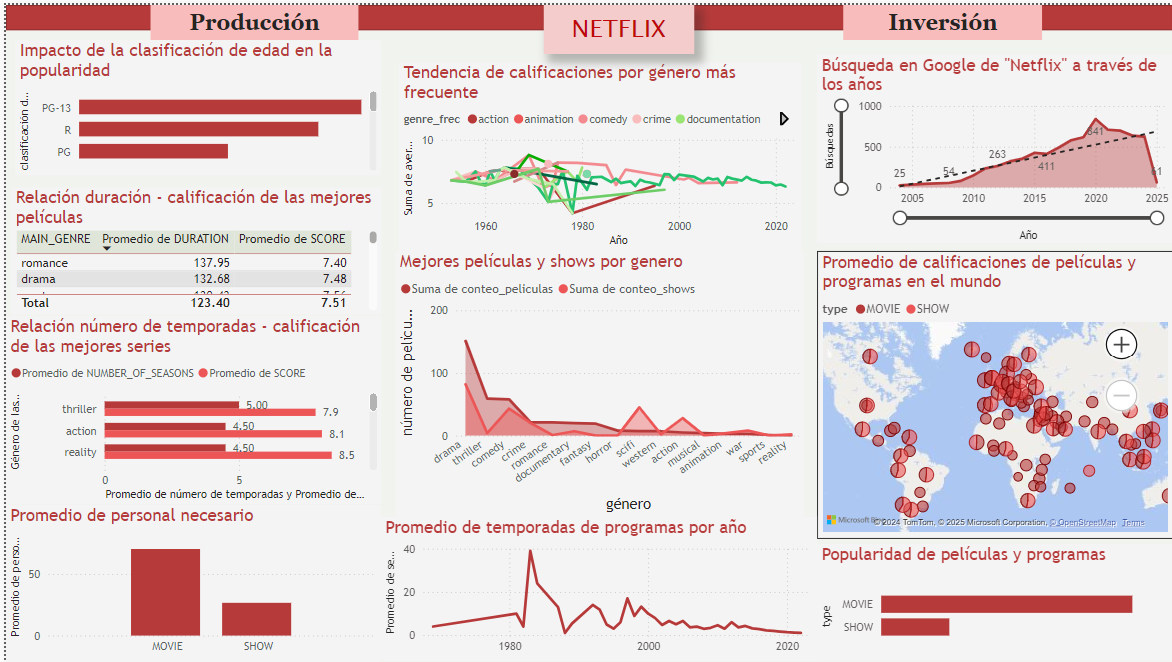 Producción
NETFLIX
Inversión
Impacto de la clasificación de edad en la
popularidad
clasificación d...
PG-13
R
PG
Relación duración - calificación de las mejores
películas
MAIN_GENRE Promedio de DURATION Promedio de SCORE
romance 137.95 7.40
drama 132.68 7.48
Total 123.40 7.51
Relación número de temporadas - calificación
de las mejores series
Promedio de NUMBER_OF_SEASONS Promedio de SCORE
Género de las...
thriller 5.00 7.9
action 4.50 8.1
reality 4.50 8.5
0 5
Promedio de número de temporadas y Promedio de...
Promedio de personal necesario
Promedio de perso...
50
0
MOVIE SHOW
Tendencia de calificaciones por género más
frecuente
genre_frec action animation comedy crime documentation
Suma de aver...
10
5
1960 1980 2000 2020
Año
Mejores películas y shows por genero
Suma de conteo_peliculas Suma de conteo_shows
número de pelícu...
200
100
0
drama thriller comedy crime romance documentary fantasy horror scifi western action musical animation war sports reality
género
Promedio de temporadas de programas por año
Promedio de se...
40
20
0
1980 2000 2020
Búsqueda en Google de "Netflix" a través de
los años
Búsquedas
1000
500
0
25 54 263 411 841 61
2005 2010 2015 2020 2025
Año
Promedio de calificaciones de películas y
programas en el mundo
type MOVIE SHOW
© 2024 TomTom, © 2025 Microsoft Corporation, © OpenStreetMap Terms
Popularidad de películas y programas
type
MOVIE
SHOW